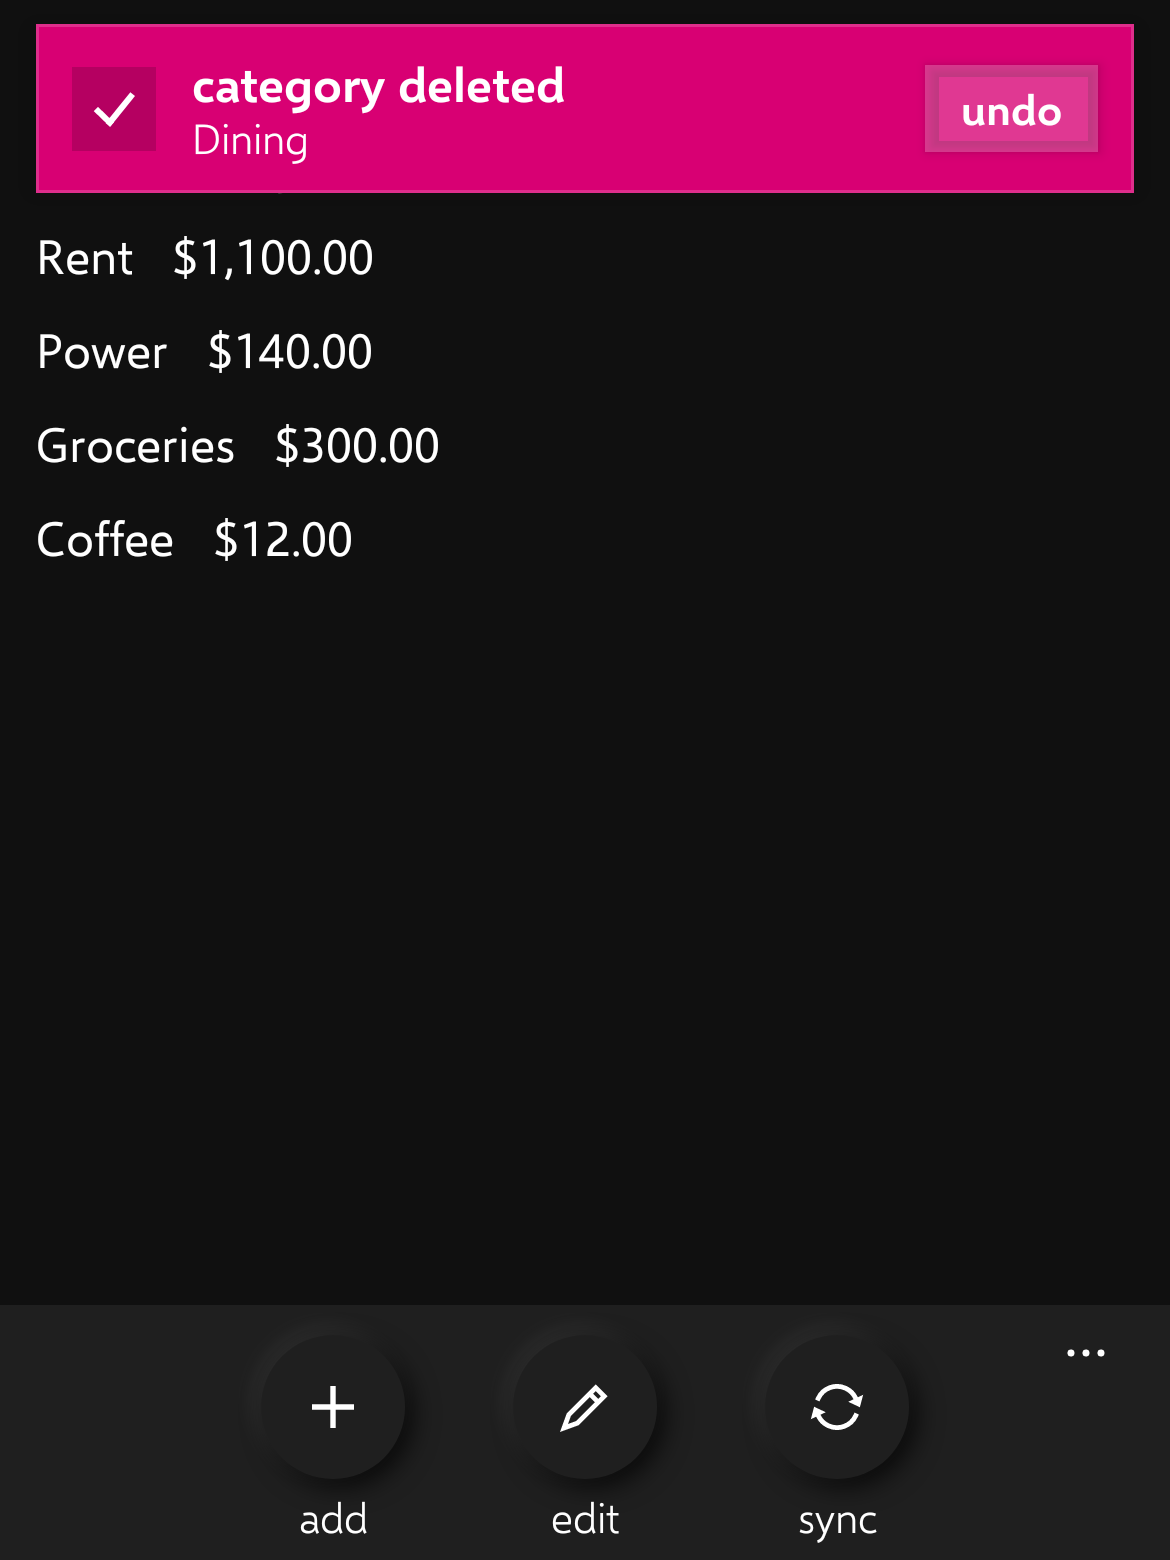 category deleted
Dining
undo
Rent $1,100.00
Power $140.00
Groceries $300.00
Coffee $12.00
add
edit
sync